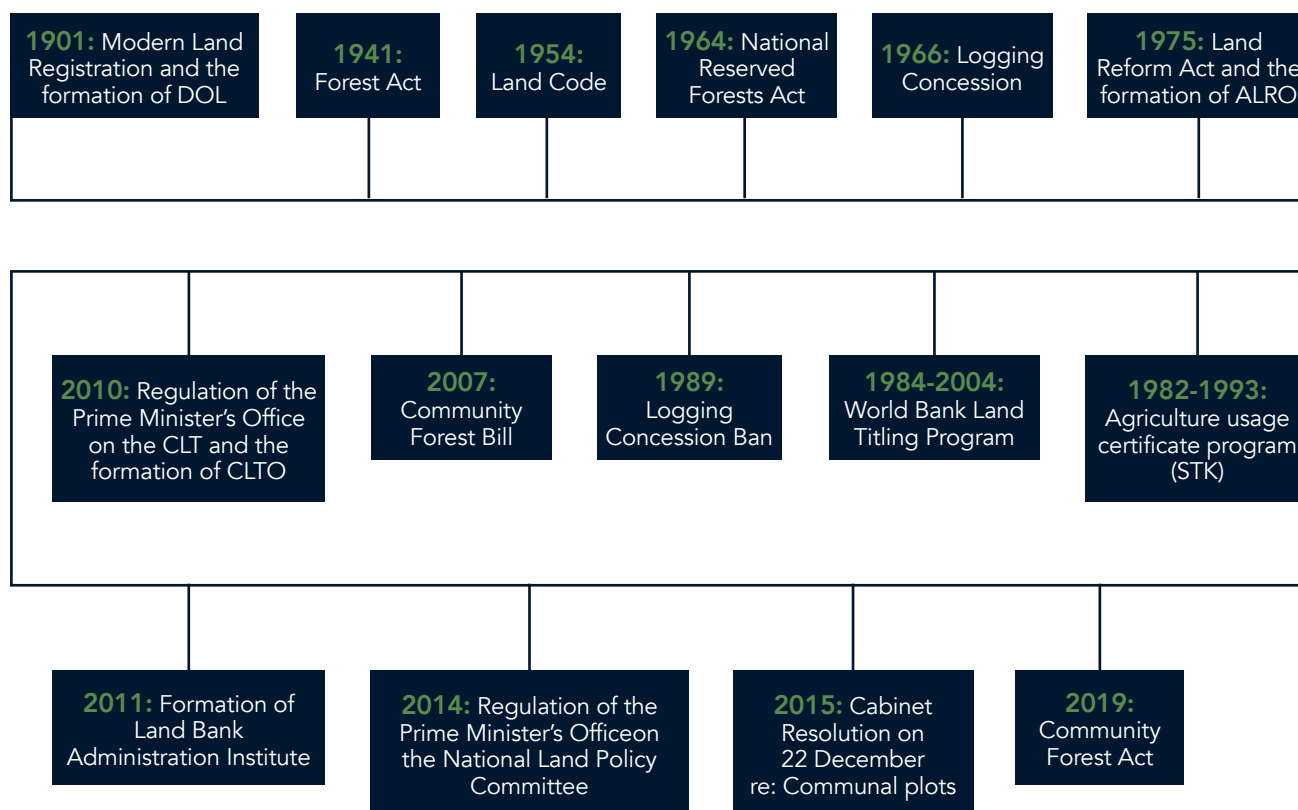 1901: Modern Land
Registration and the
formation of DOL
1941:
Forest Act
1954:
Land Code
1964: National
Reserved
Forests Act
1966: Logging
Concession
1975: Land
Reform Act and the
formation of ALRO
2010: Regulation of the
Prime Minister's Office
on the CLT and the
formation of CLTO
2007:
Community
Forest Bill
1989:
Logging
Concession Ban
1984-2004:
World Bank Land
Titling Program
1982-1993:
Agriculture usage
certificate program
(STK)
2011: Formation of
Land Bank
Administration Institute
2014: Regulation of the
Prime Minister's Officeon
the National Land Policy
Committee
2015: Cabinet
Resolution on
22 December
re: Communal plots
2019:
Community
Forest Act